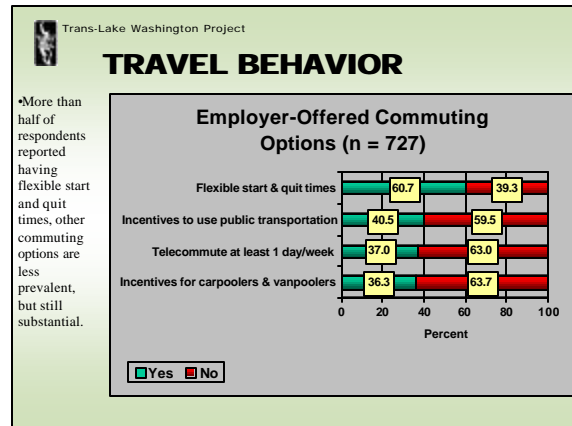 Trans-Lake Washington Project
TRAVEL BEHAVIOR
•More than
half of
respondents
reported
having
flexible start
and quit
times, other
commuting
options are
less
prevalent,
but still
substantial.
Employer-Offered Commuting
Options (n = 727)
Flexible start & quit times 60.7 39.3
Incentives to use public transportation 40.5 59.5
Telecommute at least 1 day/week 37.0 63.0
Incentives for carpoolers & vanpoolers 36.3 63.7
0 20 40 60 80 100
Percent
Yes No